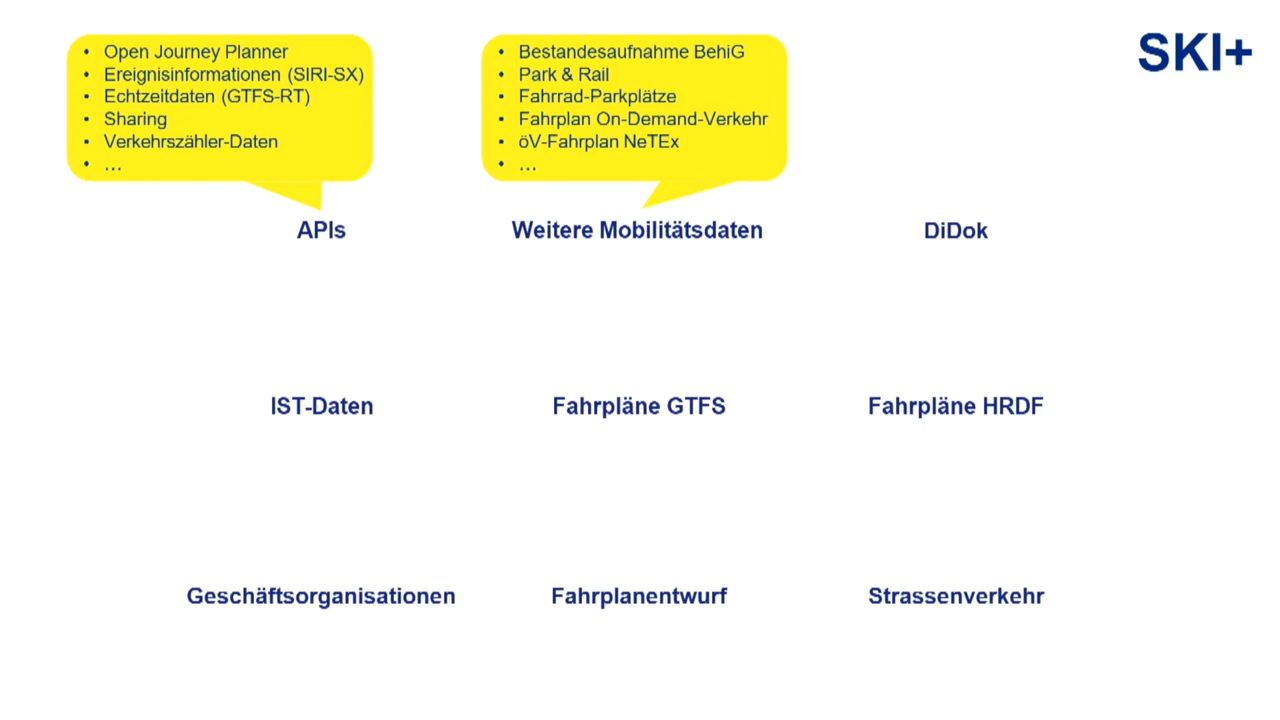 SKI+
• Open Journey Planner
• Ereignisinformationen (SIRI-SX)
• Echtzeitdaten (GTFS-RT)
• Sharing
• Verkehrszähler-Daten
• …
• Bestandesaufnahme BehiG
• Park & Rail
• Fahrrad-Parkplätze
• Fahrplan On-Demand-Verkehr
• öV-Fahrplan NeTEx
• …
APIs
Weitere Mobilitätsdaten
DiDok
IST-Daten
Fahrpläne GTFS
Fahrpläne HRDF
Geschäftsorganisationen
Fahrplanentwurf
Strassenverkehr